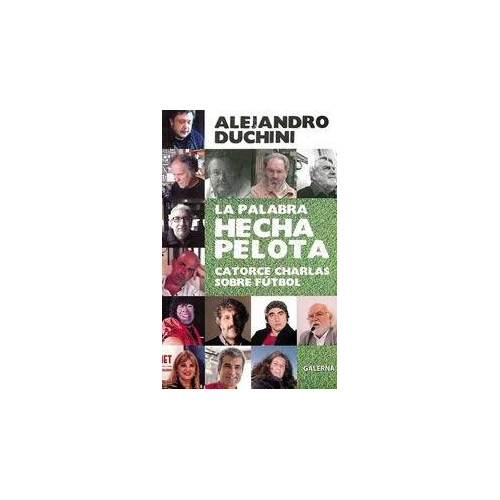 ALEJANDRO
DUCHINI
LA PALABRA
HECHA
PELOTA
CATORCE CHARLAS
SOBRE FÚTBOL
GALERNA